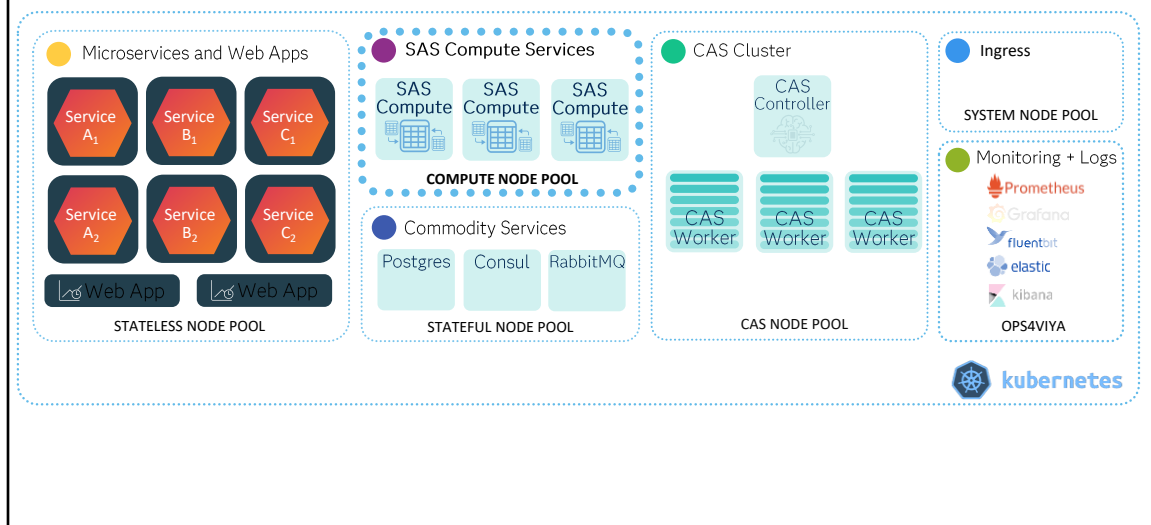 Microservices and Web Apps
Service
A1
Service
B1
Service
C1
Service
A2
Service
B2
Service
C2
Web App
Web App
STATELESS NODE POOL
SAS Compute Services
SAS
Compute
SAS
Compute
SAS
Compute
COMPUTE NODE POOL
Commodity Services
Postgres
Consul
RabbitMQ
STATEFUL NODE POOL
CAS Cluster
CAS
Controller
CAS
Worker
CAS
Worker
CAS
Worker
CAS NODE POOL
Ingress
SYSTEM NODE POOL
Monitoring + Logs
Prometheus
Grafana
fluentbit
elastic
kibana
OPS4VIYA
kubernetes